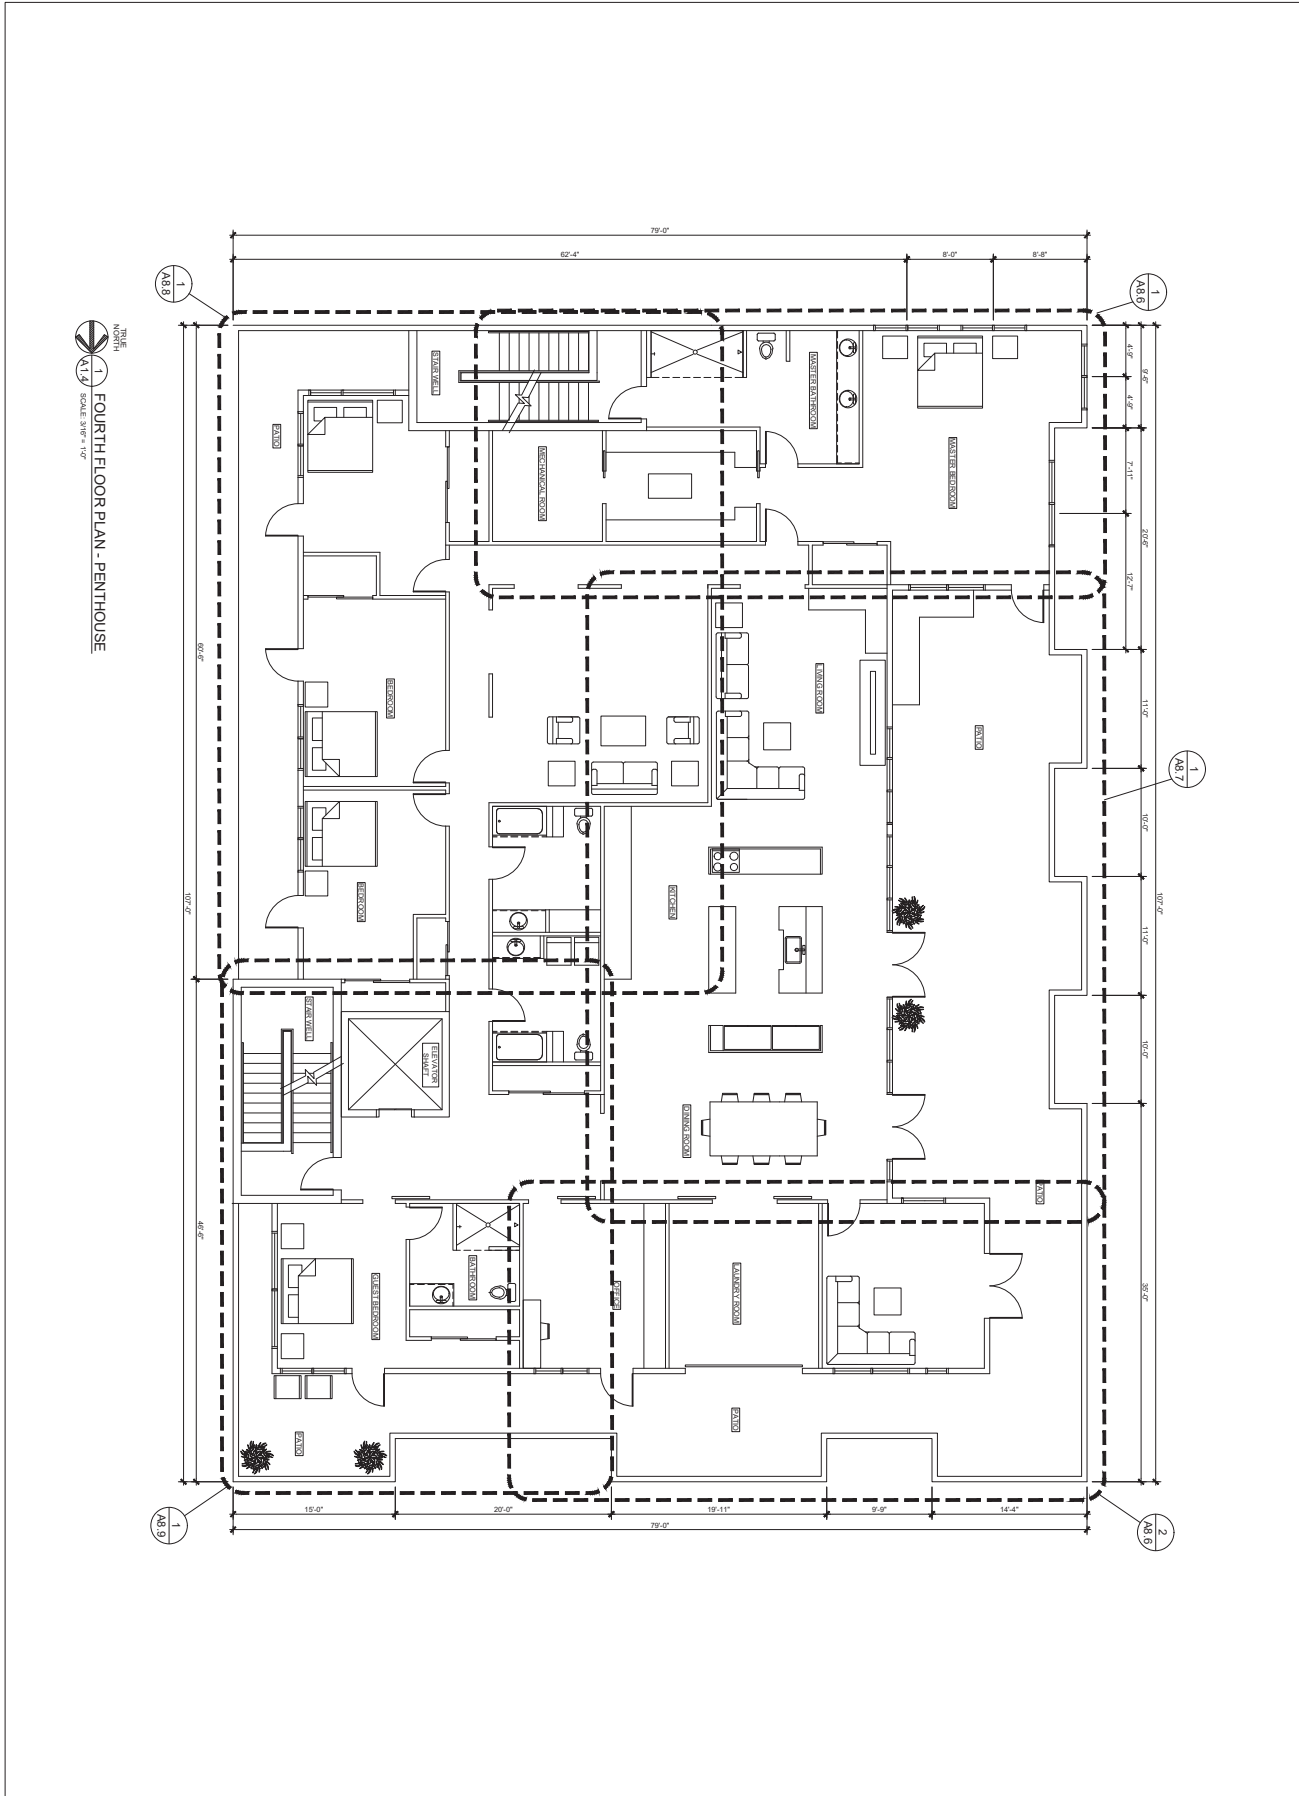 1
A8.7
1
A8.6
2
A8.6
107'-0"
9'-6"
20'-6"
11'-0"
10'-0"
11'-0"
10'-0"
35'-0"
4'-9"
4'-9"
7'-11"
12'-7"
79'-0"
62'-4"
8'-0"
8'-8"
PATIO
PATIO
MASTER BEDROOM
MASTER BATHROOM
LIVING ROOM
LAUNDRY ROOM
PATIO
DINING ROOM
KITCHEN
OFFICE
MECHANICAL ROOM
BATHROOM
STAIR WELL
ELEVATOR
SHAFT
BEDROOM
GUEST BEDROOM
BEDROOM
STAIR WELL
PATIO
PATIO
15'-0"
20'-0"
19'-11"
9'-9"
14'-4"
79'-0"
60'-6"
46'-6"
107'-0"
1
A8.8
1
A8.9
TRUE
NORTH
1
A1.4
FOURTH FLOOR PLAN - PENTHOUSE
SCALE: 3/16" = 1'-0"